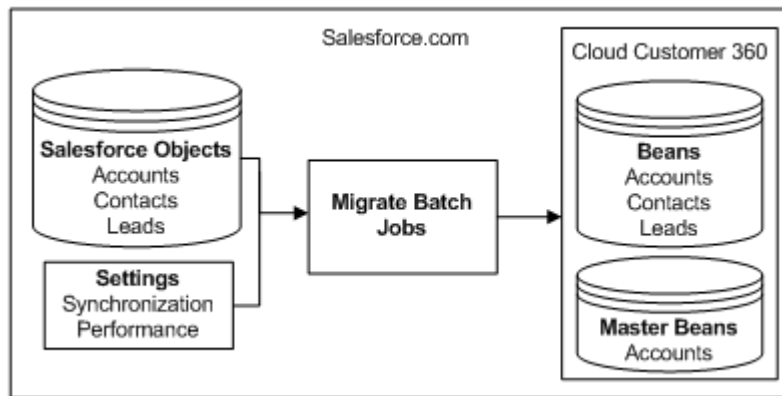 Salesforce.com
Salesforce Objects
Accounts
Contacts
Leads
Settings
Synchronization
Performance
Migrate Batch
Jobs
Cloud Customer 360
Beans
Accounts
Contacts
Leads
Master Beans
Accounts